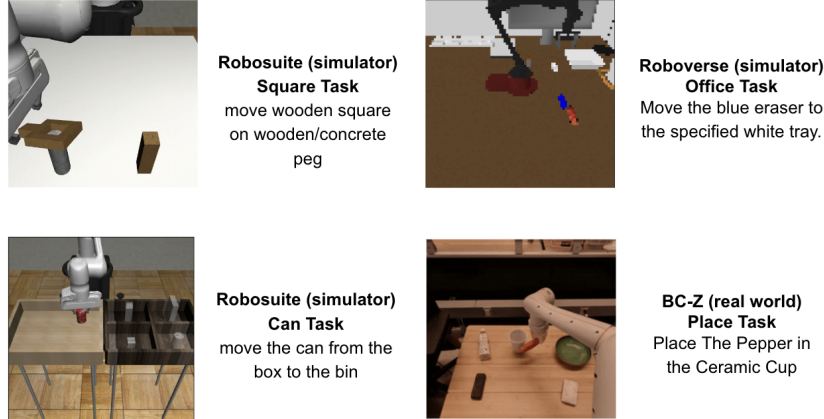 Robosuite (simulator)
Square Task
move wooden square
on wooden/concrete
peg
Roboverse (simulator)
Office Task
Move the blue eraser to
the specified white tray.
Robosuite (simulator)
Can Task
move the can from the
box to the bin
BC-Z (real world)
Place Task
Place The Pepper in
the Ceramic Cup